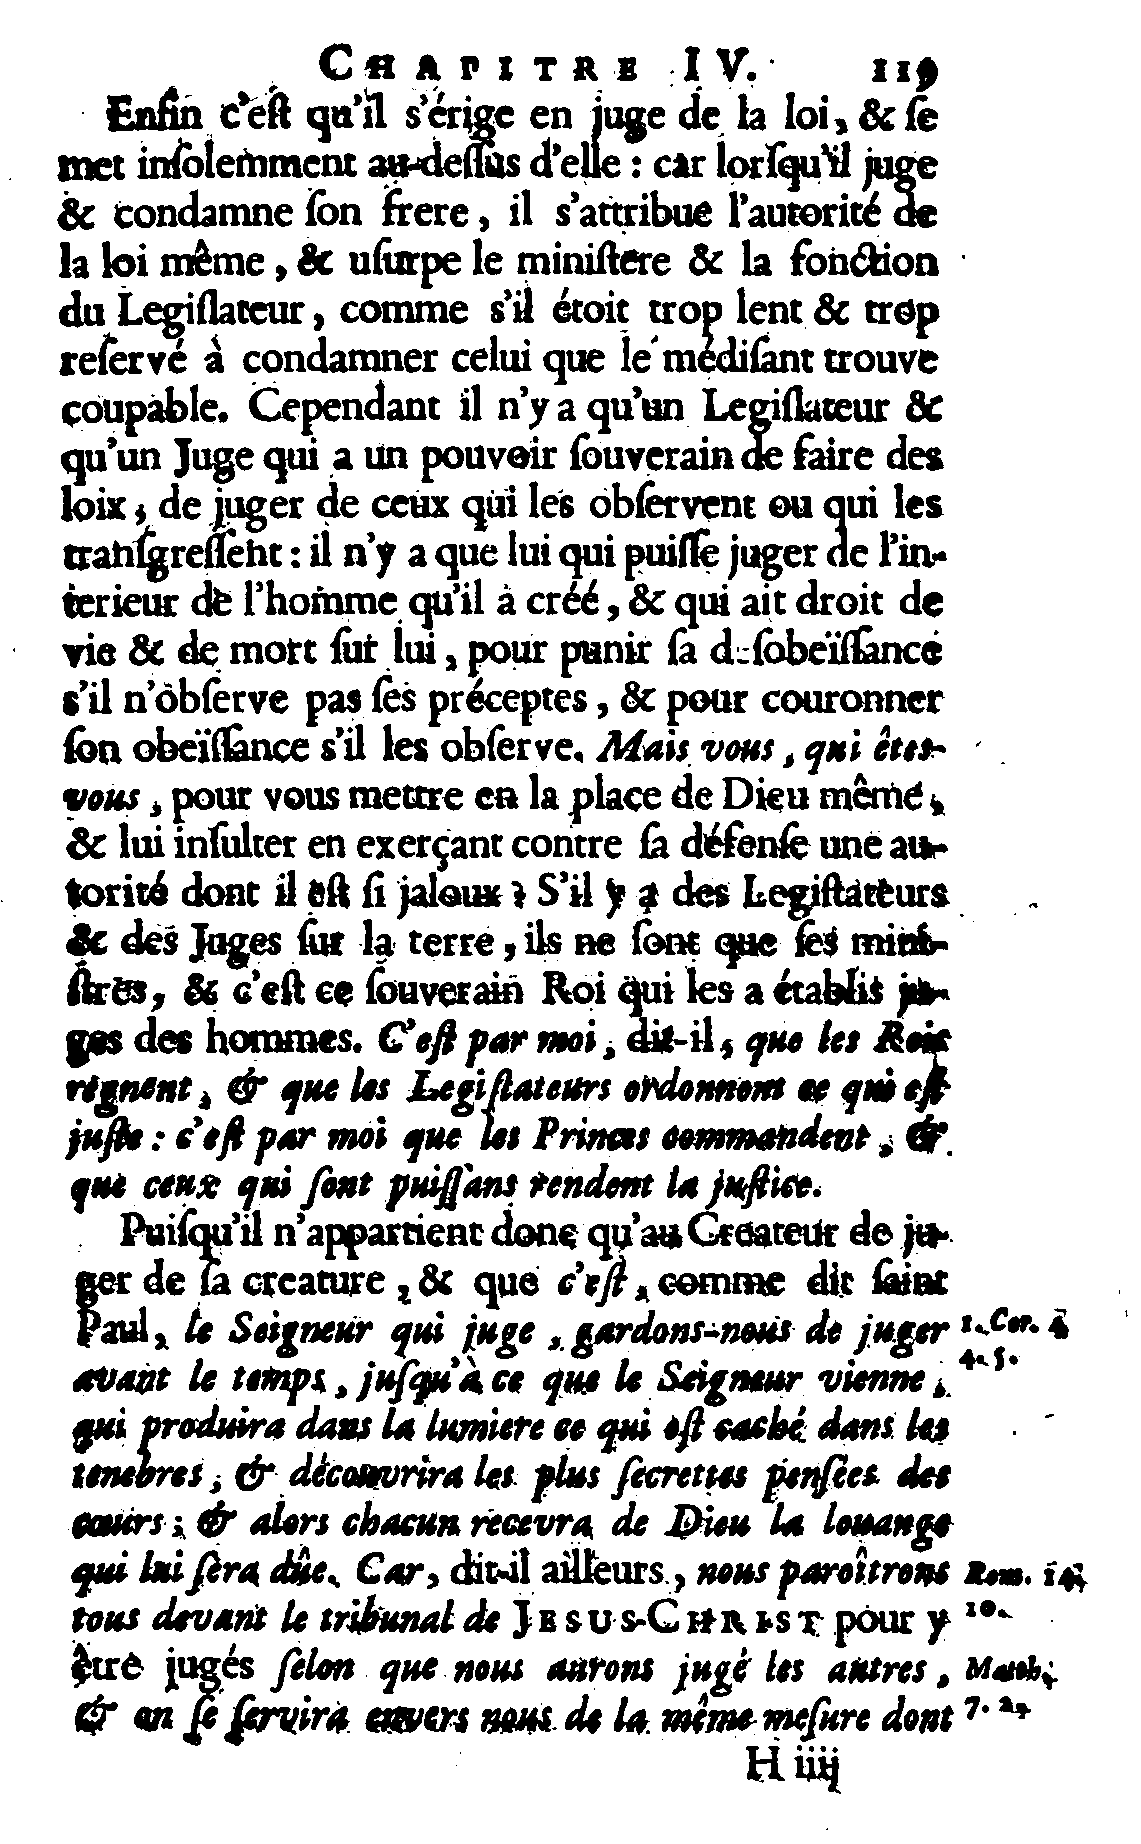 CHAPITRE IV. 119
Enfin c'eſt qu'il s'érige en juge de la loi, & ſe
met inſolemment au-deſſus d'elle : car lorſqu'il juge
& condamne ſon frere, il s'attribue l'autorité de
la loi même, & uſurpe le miniſtere & la fonction
du Legiſlateur, comme s'il étoit trop lent & trop
reſervé à condamner celui que le médiſant trouve
coupable. Cependant il n'y a qu'un Legiſlateur &
qu'un Juge qui a un pouvoir ſouverain de faire des
loix, de juger de ceux qui les obſervent ou qui les
tranſgreſſent : il n'y a que lui qui puiſſe juger de l'in-
terieur de l'homme qu'il a créé, & qui ait droit de
vie & de mort ſur lui, pour punir ſa deſobeïſſance
s'il n'obſerve pas ſes préceptes, & pour couronner
ſon obeïſſance s'il les obſerve. Mais vous, qui êtes-
vous, pour vous mettre en la place de Dieu même,
& lui inſulter en exerçant contre ſa défenſe une au-
torité dont il eſt ſi jaloux ? S'il y a des Legiſlateurs
& des Juges ſur la terre, ils ne ſont que ſes mini-
ſtres, & c'eſt ce ſouverain Roi qui les a établis ju-
ges des hommes. C'eſt par moi, dit-il, que les Rois
regnent, & que les Legiſlateurs ordonnent ce qui eſt
juſte : c'eſt par moi que les Princes commandent, &
que ceux qui ſont puiſſans rendent la juſtice.
Puiſqu'il n'appartient donc qu'au Createur de ju-
ger de ſa creature, & que c'eſt, comme dit ſaint
Paul, le Seigneur qui juge, gardons-nous de juger 1. Cor. 4.
avant le temps, juſqu'à ce que le Seigneur vienne, 4. 5.
qui produira dans la lumiere ce qui eſt caché dans les
tenebres, & découvrira les plus ſecrettes penſées des
cœurs ; & alors chacun recevra de Dieu la louange
qui lui ſera dûe. Car, dit-il ailleurs, nous paroîtrons Rom. 14.
tous devant le tribunal de JESUS-CHRIST pour y 10.
être jugés ſelon que nous aurons jugé les autres, Matth.
& on ſe ſervira envers nous de la même meſure dont 7. 2.
H iiij